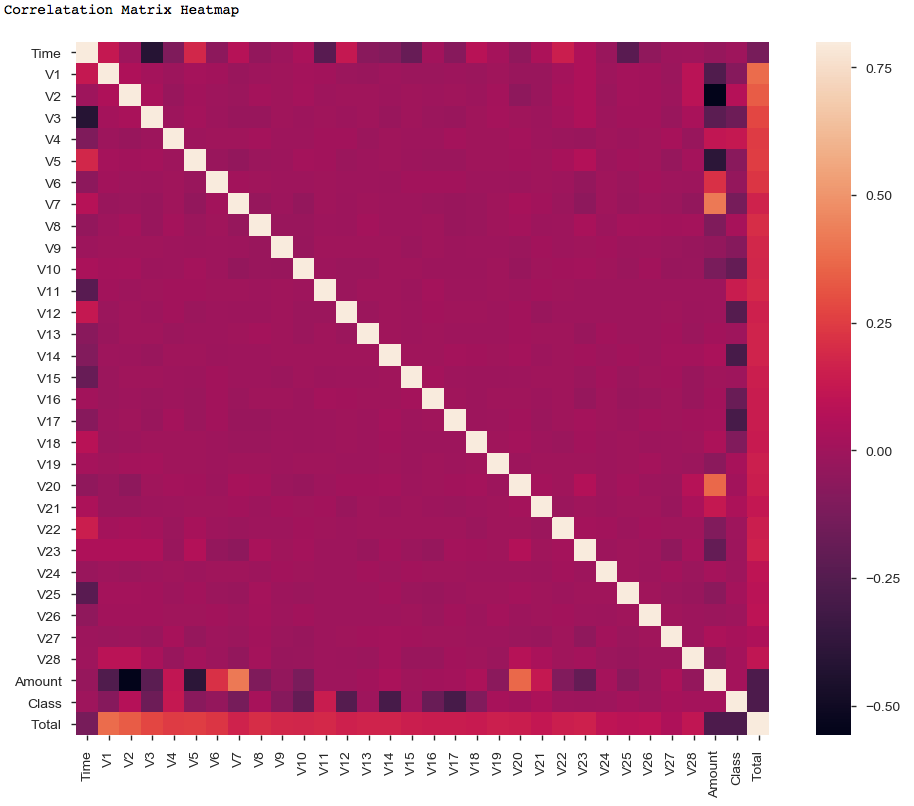 Correlatation Matrix Heatmap
Time
V1
V2
V3
V4
V5
V6
V7
V8
V9
V10
V11
V12
V13
V14
V15
V16
V17
V18
V19
V20
V21
V22
V23
V24
V25
V26
V27
V28
Amount
Class
Total
Time V1 V2 V3 V4 V5 V6 V7 V8 V9 V10 V11 V12 V13 V14 V15 V16 V17 V18 V19 V20 V21 V22 V23 V24 V25 V26 V27 V28 Amount Class Total
0.75
0.50
0.25
0.00
−0.25
−0.50